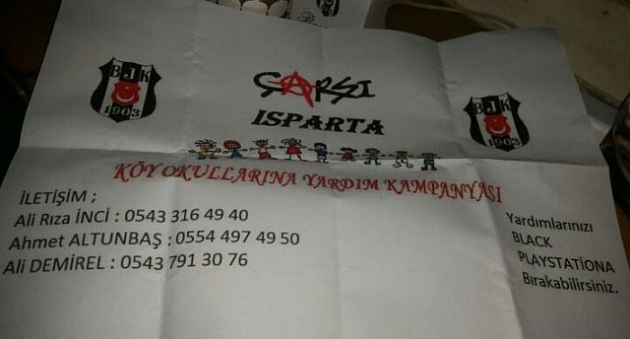 BJK
1903
ÇARŞI
ISPARTA
BJK
1903
KÖY OKULLARINA YARDIM KAMPANYASI
İLETİŞİM ;
Ali Rıza İNCİ : 0543 316 49 40
Ahmet ALTUNBAŞ : 0554 497 49 50
Ali DEMİREL : 0543 791 30 76
Yardımlarınızı
BLACK
PLAYSTATİONA
Bırakabilirsiniz.